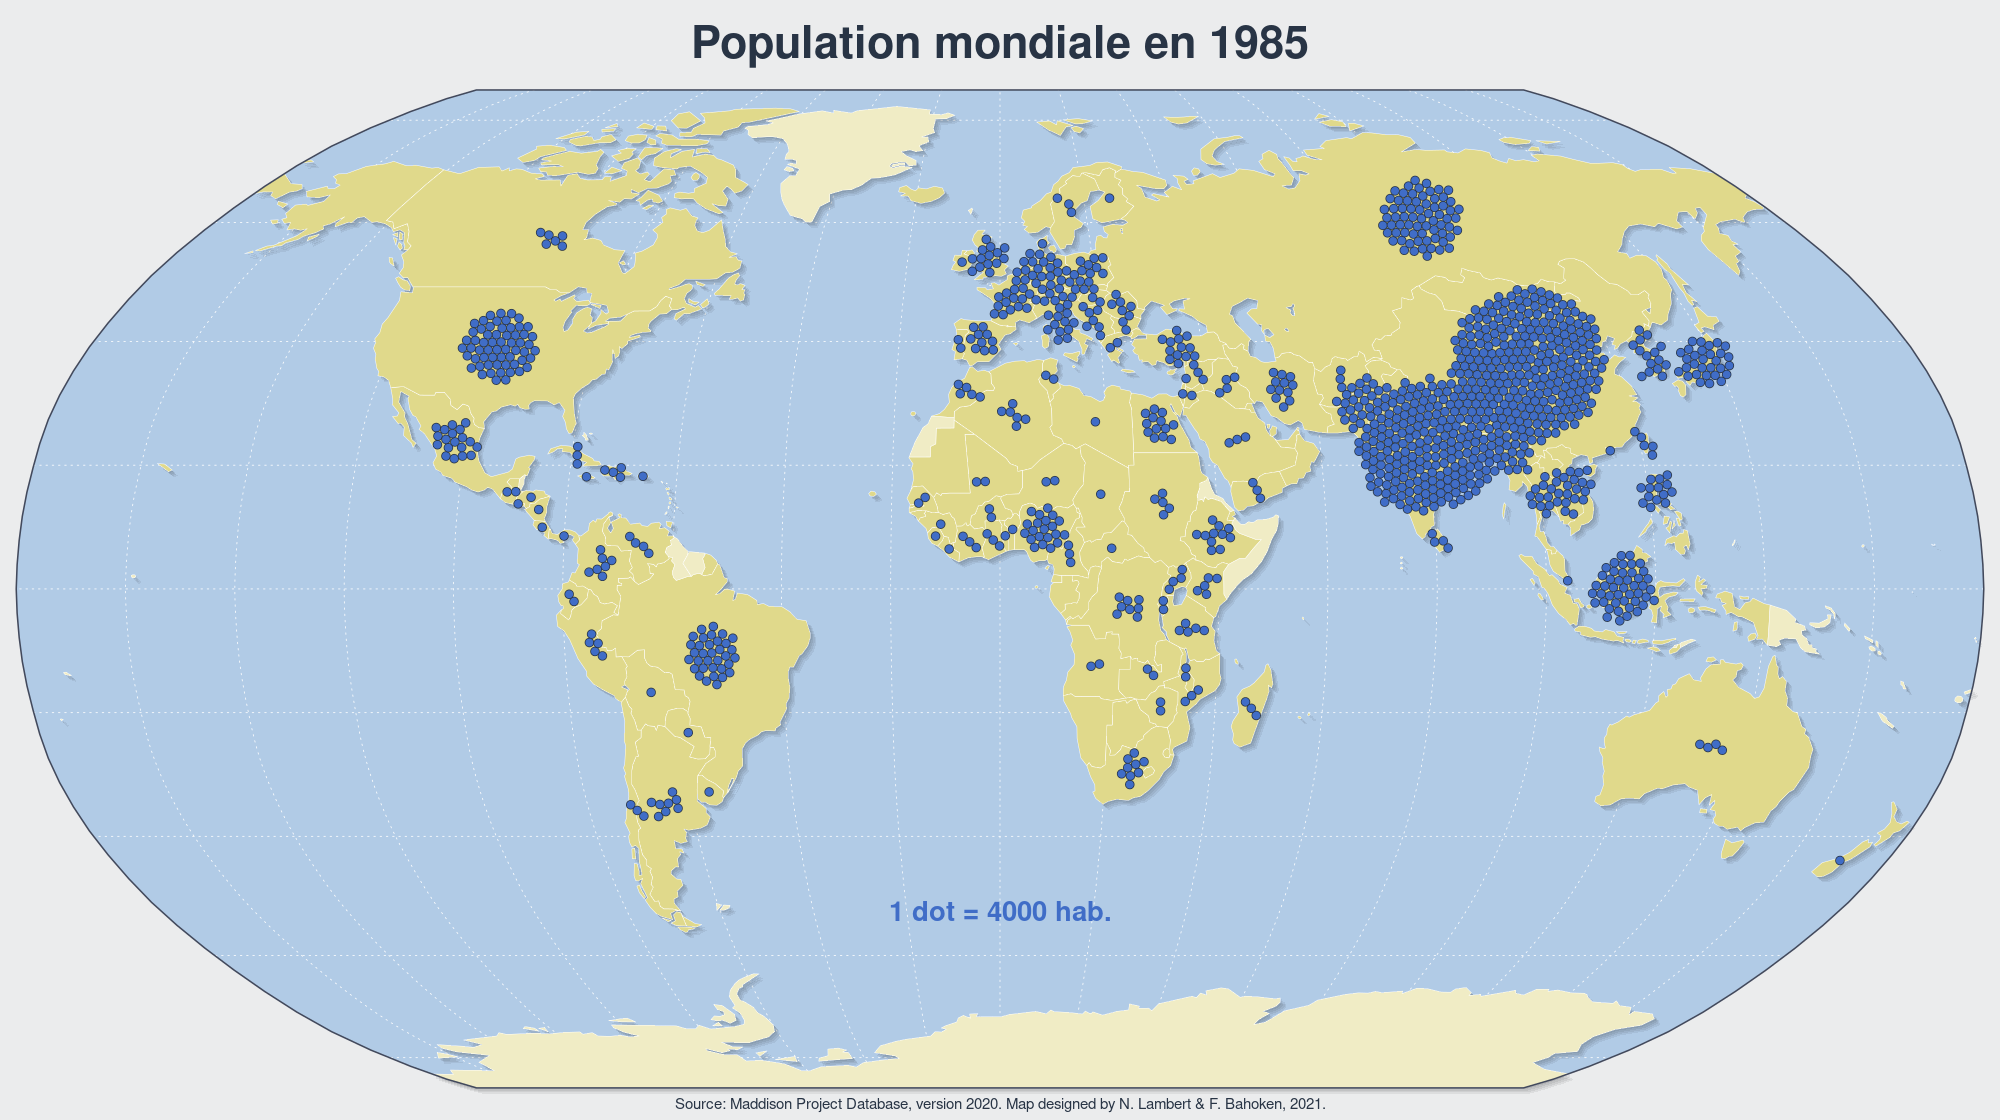 Population mondiale en 1985
1 dot = 4000 hab.
Source: Maddison Project Database, version 2020. Map designed by N. Lambert & F. Bahoken, 2021.